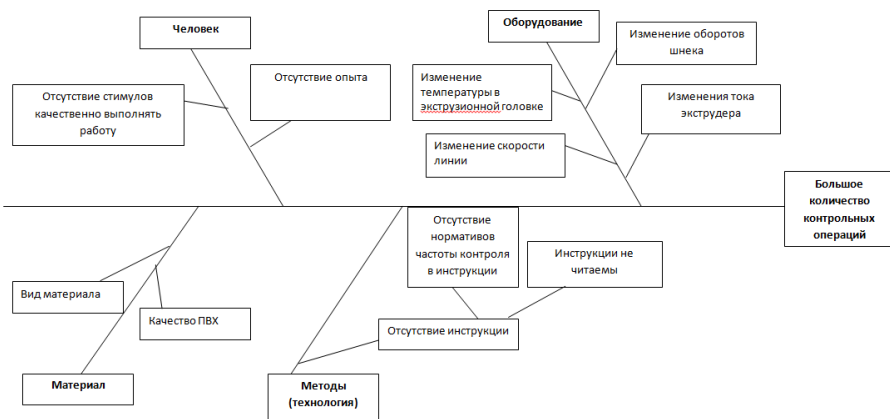 Человек
Отсутствие опыта
Отсутствие стимулов
качественно выполнять
работу
Оборудование
Изменение оборотов
шнека
Изменение
температуры в
экструзионной головке
Изменения тока
экструдера
Изменение скорости
линии
Большое
количество
контрольных
операций
Отсутствие
нормативов
частоты контроля
в инструкции
Инструкции не
читаемы
Вид материала
Качество ПВХ
Отсутствие инструкции
Материал
Методы
(технология)